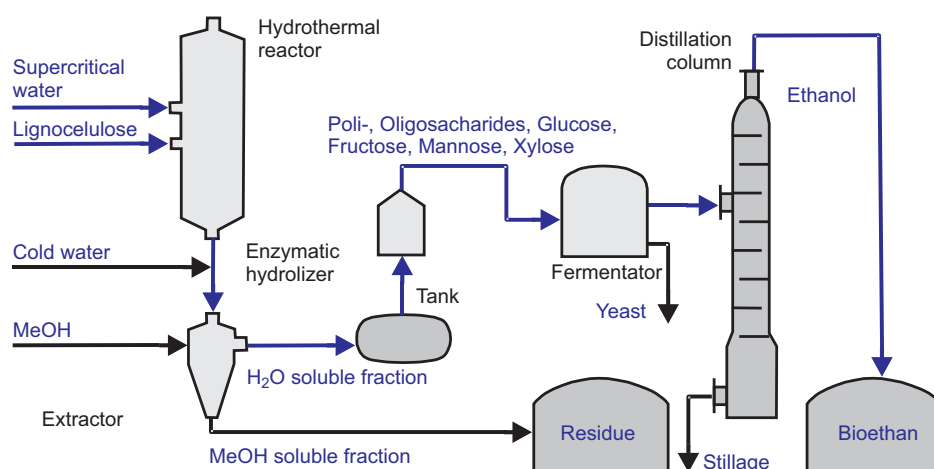 Hydrothermal
reactor
Distillation
column
Supercritical
water
Ethanol
Lignocelulose
Poli-, Oligosacharides, Glucose,
Fructose, Mannose, Xylose
Cold water
Enzymatic
hydrolizer
Fermentator
Tank
Yeast
MeOH
H₂O soluble fraction
Extractor
Residue
Bioethan
MeOH soluble fraction
Stillage